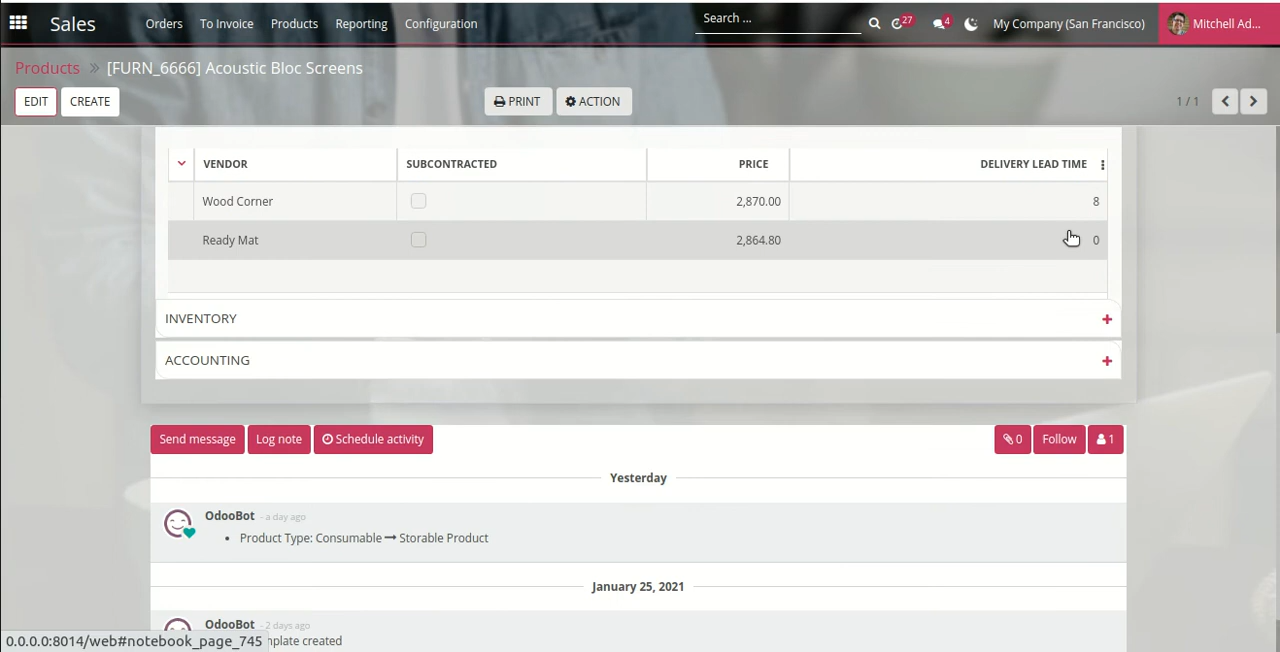 Sales Orders To Invoice Products Reporting Configuration Search ... 27 4 My Company (San Francisco) Mitchell Ad...
Products » [FURN_6666] Acoustic Bloc Screens
EDIT CREATE PRINT ACTION 1 / 1
VENDOR SUBCONTRACTED PRICE DELIVERY LEAD TIME
Wood Corner 2,870.00 8
Ready Mat 2,864.80 0
INVENTORY
ACCOUNTING
Send message Log note Schedule activity 0 Follow 1
Yesterday
OdooBot - a day ago
• Product Type: Consumable → Storable Product
January 25, 2021
OdooBot - 2 days ago
0.0.0.0:8014/web#notebook_page_745 created